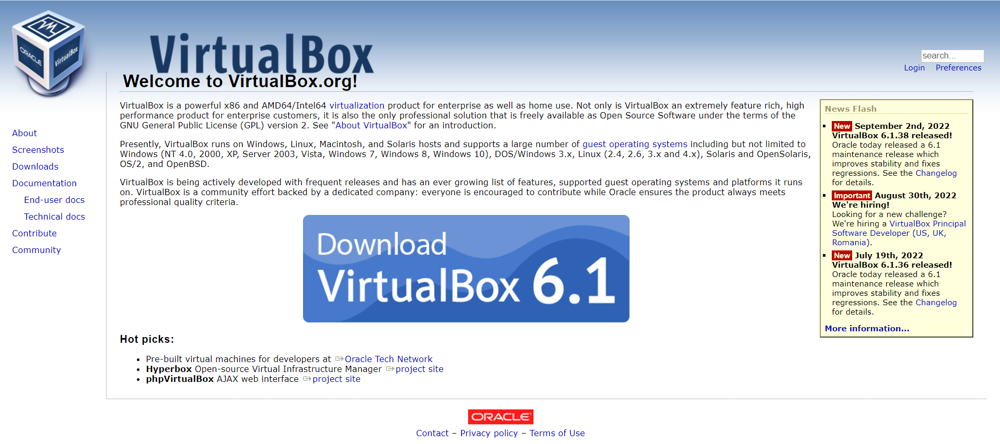 ORACLE
VirtualBox
VirtualBox
search...
Login Preferences
Welcome to VirtualBox.org!
About
Screenshots
Downloads
Documentation
End-user docs
Technical docs
Contribute
Community
VirtualBox is a powerful x86 and AMD64/Intel64 virtualization product for enterprise as well as home use. Not only is VirtualBox an extremely feature rich, high
performance product for enterprise customers, it is also the only professional solution that is freely available as Open Source Software under the terms of the
GNU General Public License (GPL) version 2. See "About VirtualBox" for an introduction.
Presently, VirtualBox runs on Windows, Linux, Macintosh, and Solaris hosts and supports a large number of guest operating systems including but not limited to
Windows (NT 4.0, 2000, XP, Server 2003, Vista, Windows 7, Windows 8, Windows 10), DOS/Windows 3.x, Linux (2.4, 2.6, 3.x and 4.x), Solaris and OpenSolaris,
OS/2, and OpenBSD.
VirtualBox is being actively developed with frequent releases and has an ever growing list of features, supported guest operating systems and platforms it runs
on. VirtualBox is a community effort backed by a dedicated company: everyone is encouraged to contribute while Oracle ensures the product always meets
professional quality criteria.
Download
VirtualBox 6.1
Hot picks:
Pre-built virtual machines for developers at Oracle Tech Network
Hyperbox Open-source Virtual Infrastructure Manager project site
phpVirtualBox AJAX web interface project site
News Flash
New September 2nd, 2022
VirtualBox 6.1.38 released!
Oracle today released a 6.1
maintenance release which
improves stability and fixes
regressions. See the Changelog
for details.
Important August 30th, 2022
We're hiring!
Looking for a new challenge?
We're hiring a VirtualBox Principal
Software Developer (US, UK,
Romania).
New July 19th, 2022
VirtualBox 6.1.36 released!
Oracle today released a 6.1
maintenance release which
improves stability and fixes
regressions. See the Changelog
for details.
More information...
ORACLE
Contact – Privacy policy – Terms of Use